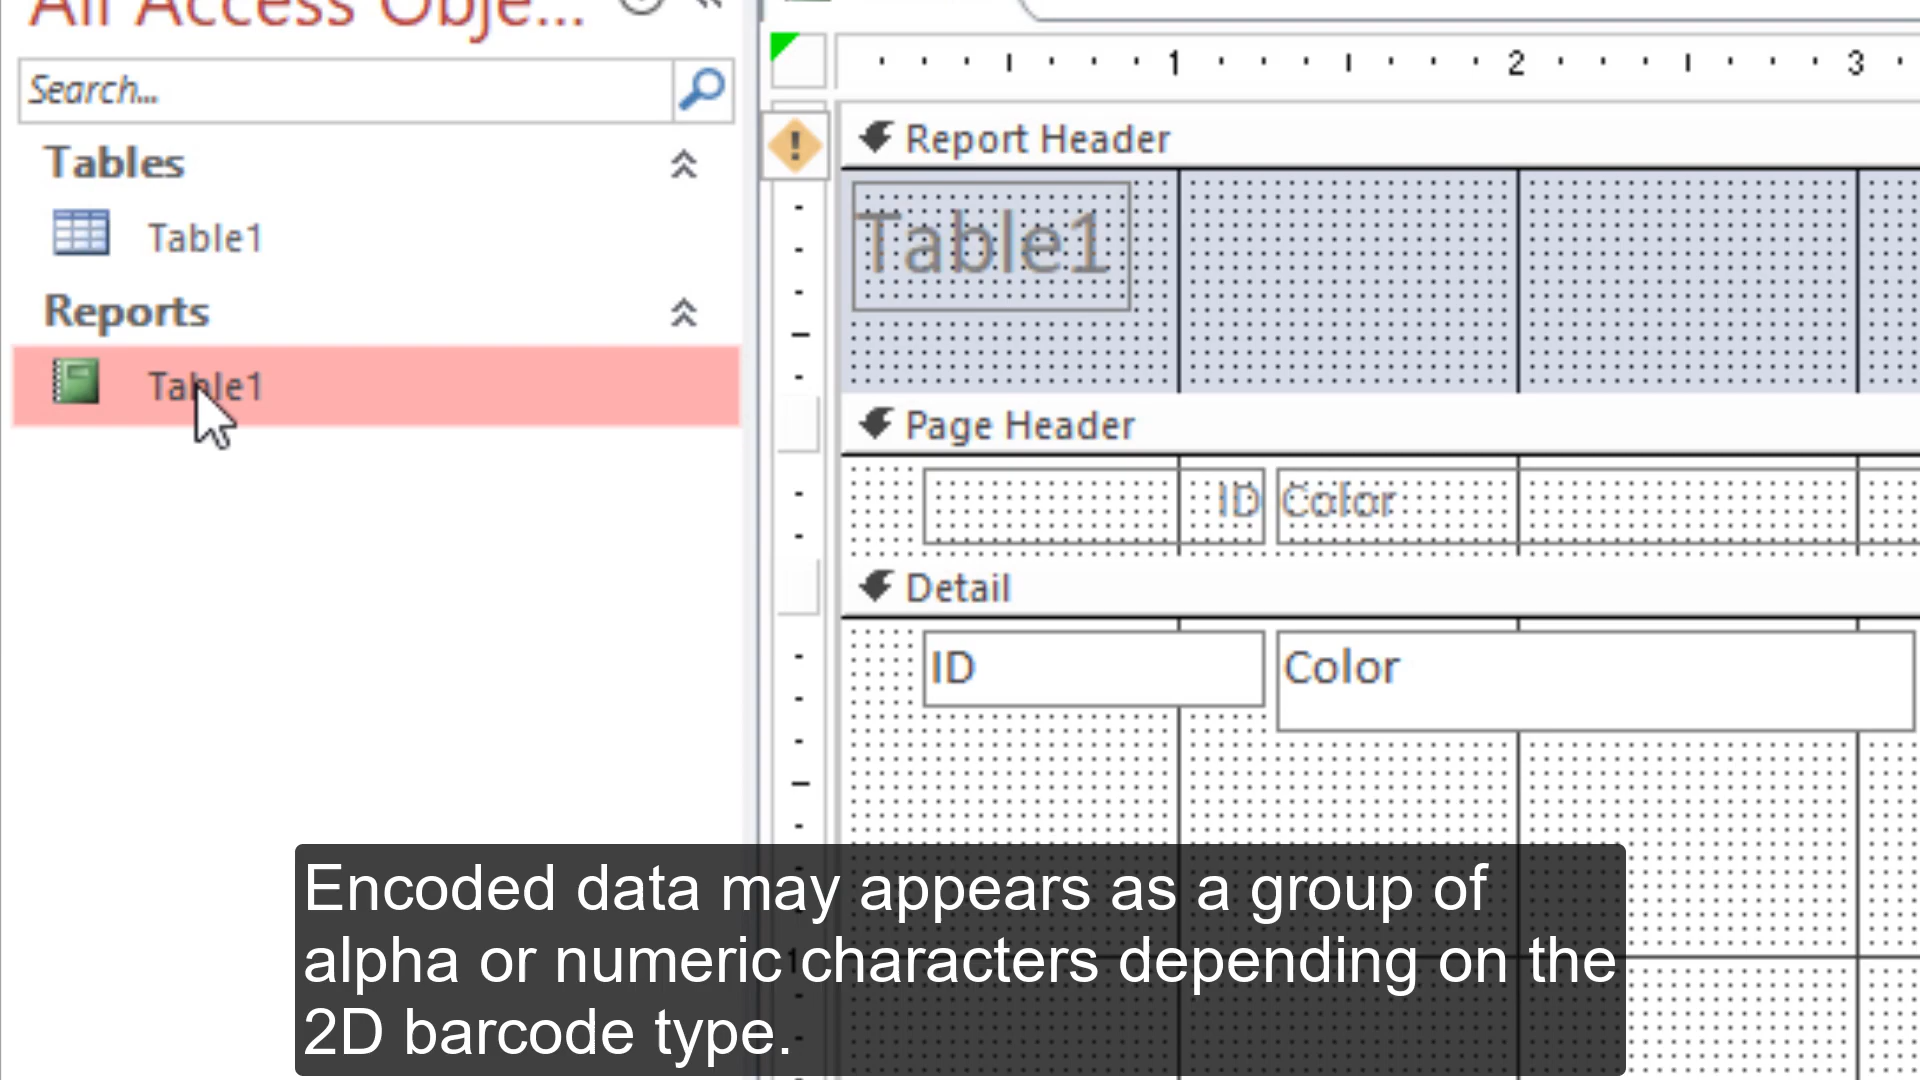 All Access Obje...
Search...
Tables
Table1
Reports
Table1
1 2 3
Report Header
Table1
Page Header
ID Color
Detail
ID Color
Encoded data may appears as a group of
alpha or numeric characters depending on the
2D barcode type.